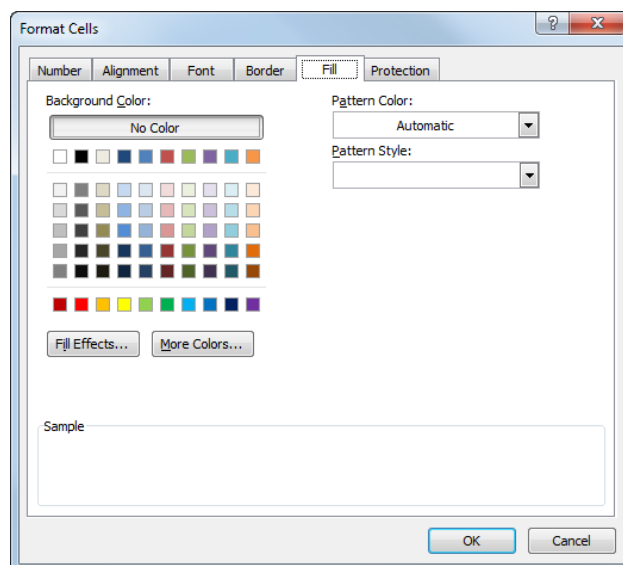 Format Cells
?
Number Alignment Font Border Fill Protection
Background Color:
No Color
Pattern Color:
Automatic
Pattern Style:
Fill Effects... More Colors...
Sample
OK Cancel